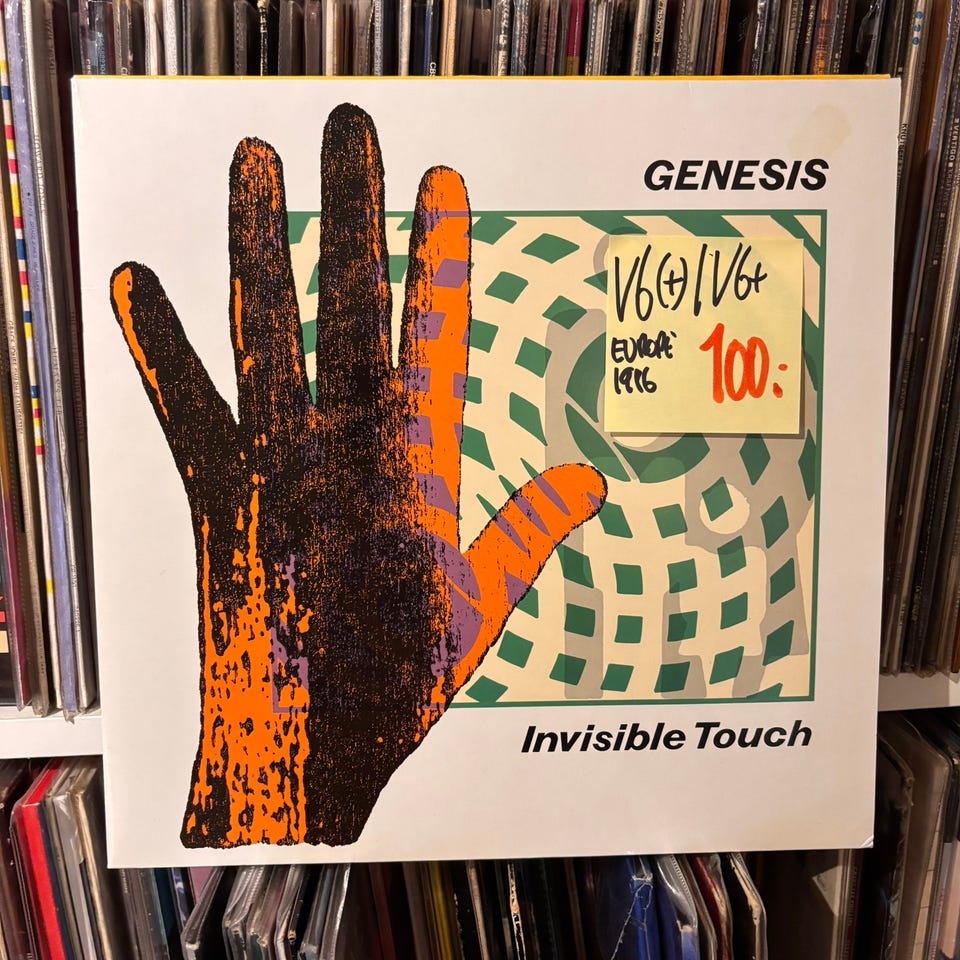 GENESIS
VG(+)/VG+
EUROPE
1986
100:-
Invisible Touch